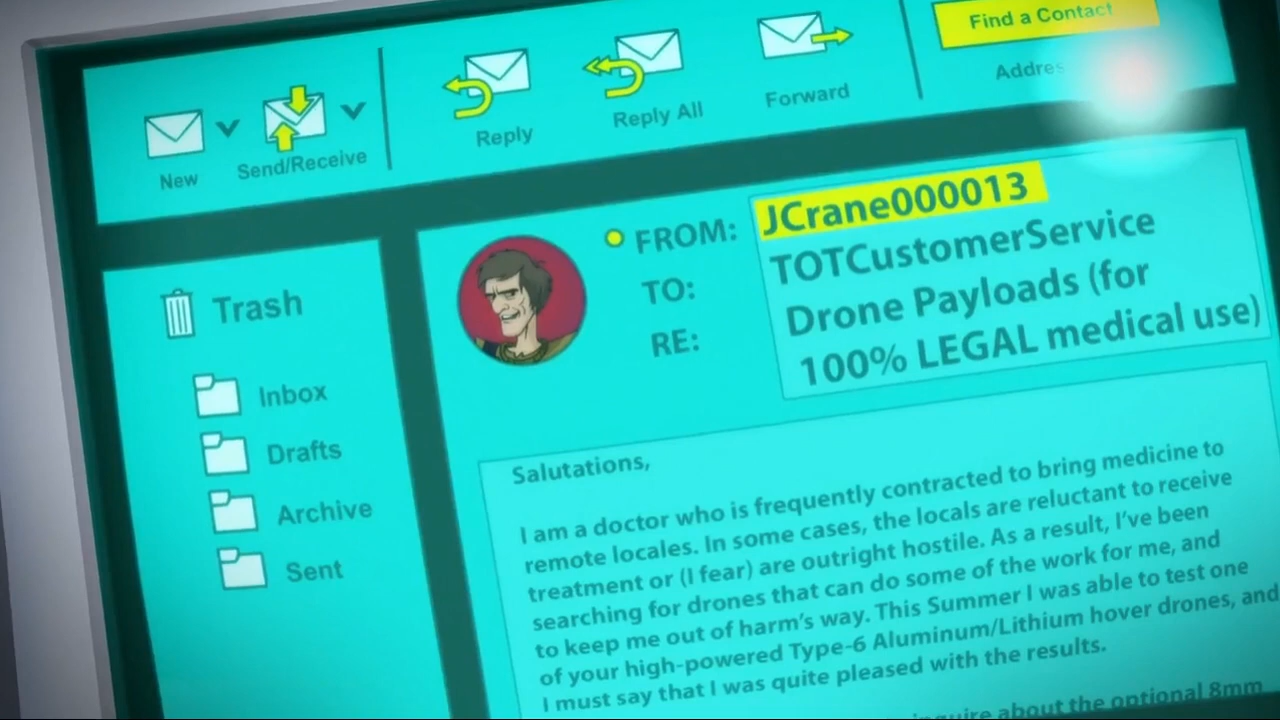 Find a Contact
New
Send/Receive
Reply
Reply All
Forward
FROM:
JCrane000013
TO:
TOTCustomerService
RE:
Drone Payloads (for
100% LEGAL medical use)
Trash
Inbox
Drafts
Archive
Sent
Salutations,
I am a doctor who is frequently contracted to bring medicine to
remote locales. In some cases, the locals are reluctant to receive
treatment or (I fear) are outright hostile. As a result, I've been
searching for drones that can do some of the work for me, and
to keep me out of harm's way. This Summer I was able to test one
of your high-powered Type-6 Aluminum/Lithium hover drones, and
I must say that I was quite pleased with the results.
inquire about the optional 8mm